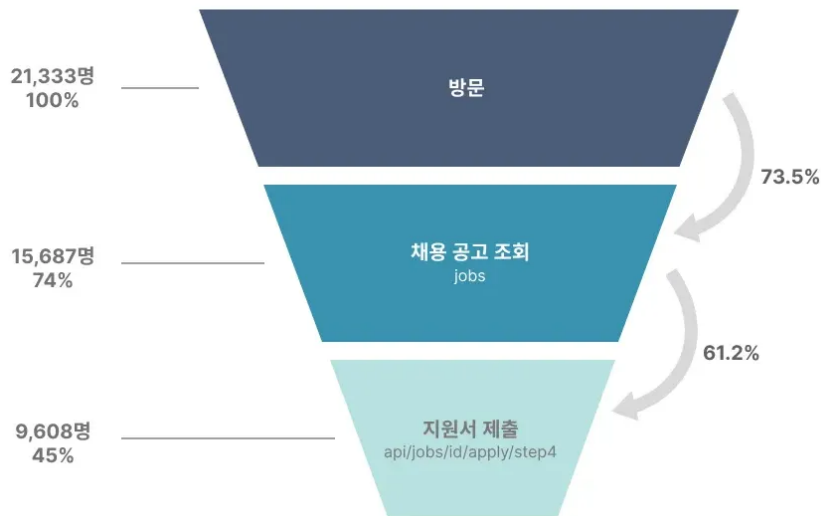 21,333명
100%
방문
73.5%
15,687명
74%
채용 공고 조회
jobs
61.2%
9,608명
45%
지원서 제출
api/jobs/id/apply/step4